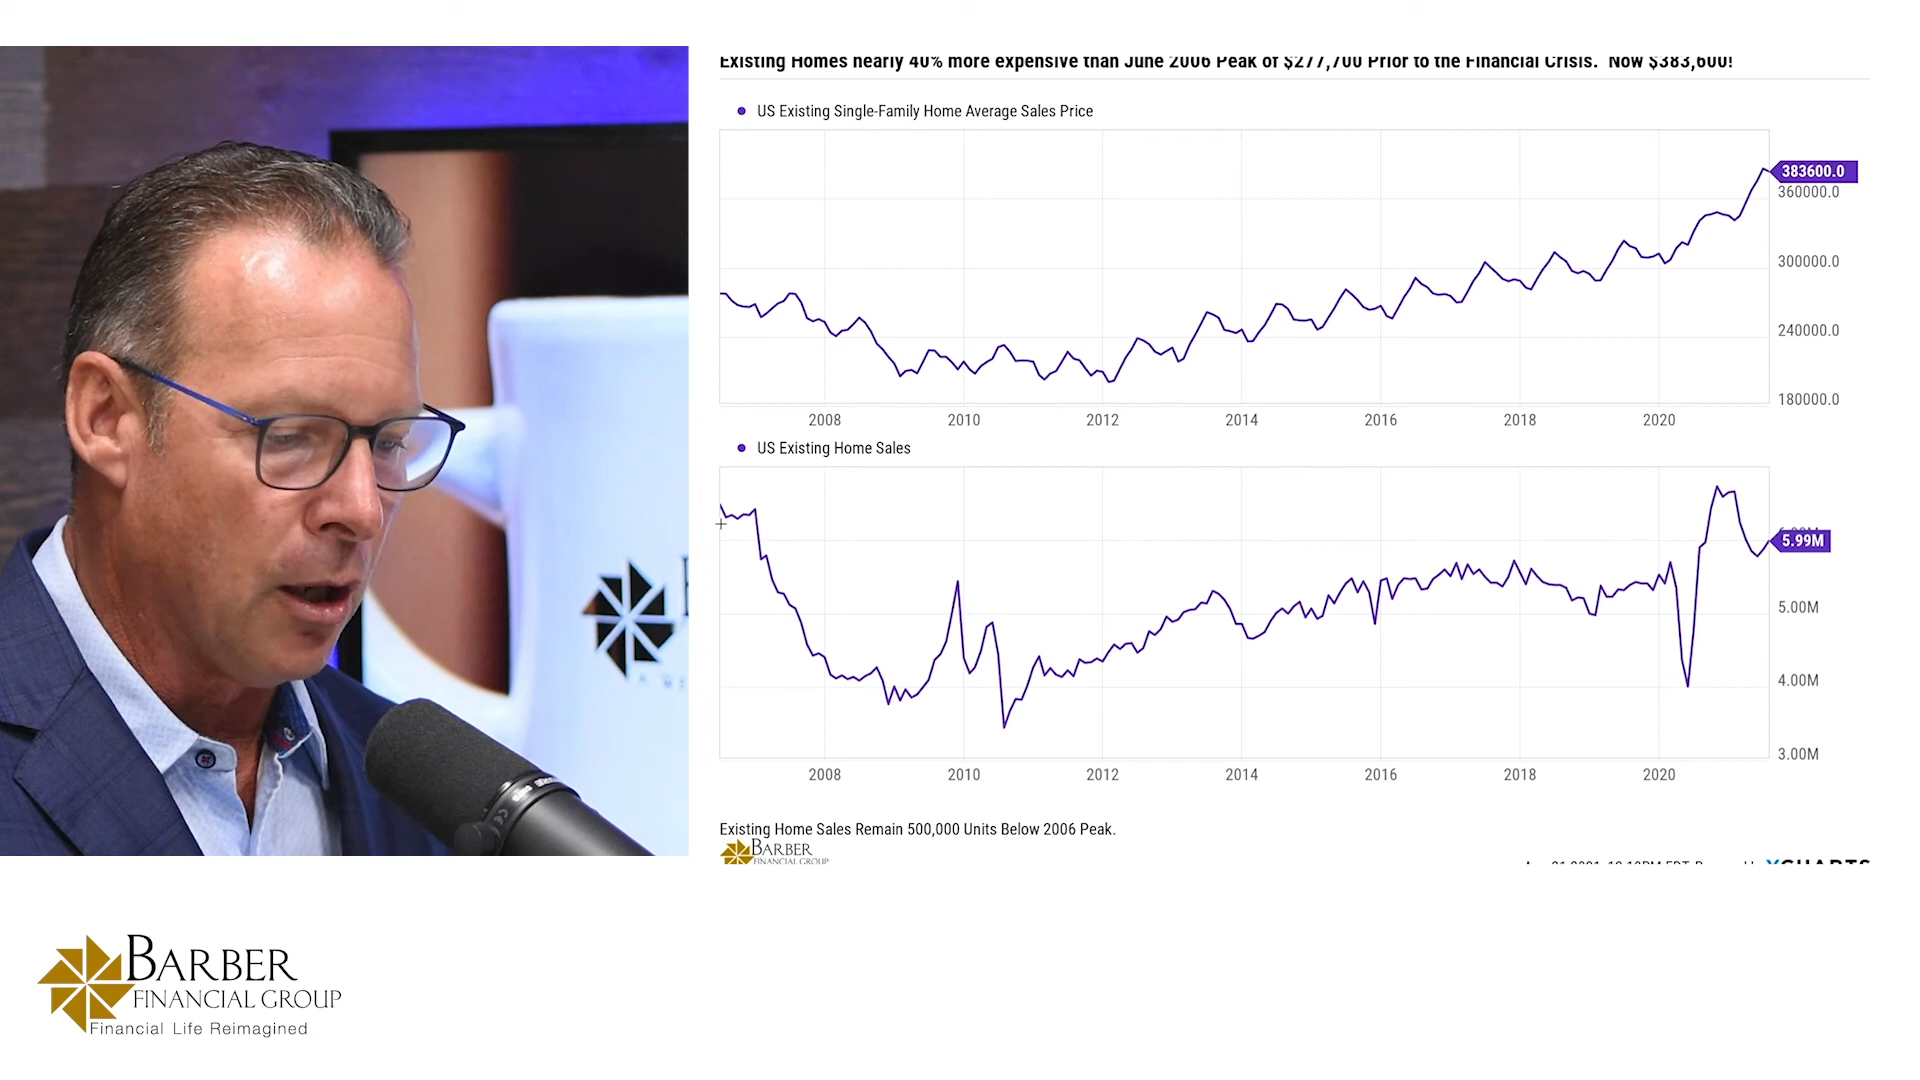 Existing Homes nearly 40% more expensive than June 2006 Peak of $277,700 Prior to the Financial Crisis. Now $383,600!
US Existing Single-Family Home Average Sales Price
383600.0
360000.0
300000.0
240000.0
180000.0
2008 2010 2012 2014 2016 2018 2020
US Existing Home Sales
5.99M
5.00M
4.00M
3.00M
2008 2010 2012 2014 2016 2018 2020
Existing Home Sales Remain 500,000 Units Below 2006 Peak.
BARBER
FINANCIAL GROUP
YCHARTS
BARBER
FINANCIAL GROUP
Financial Life Reimagined